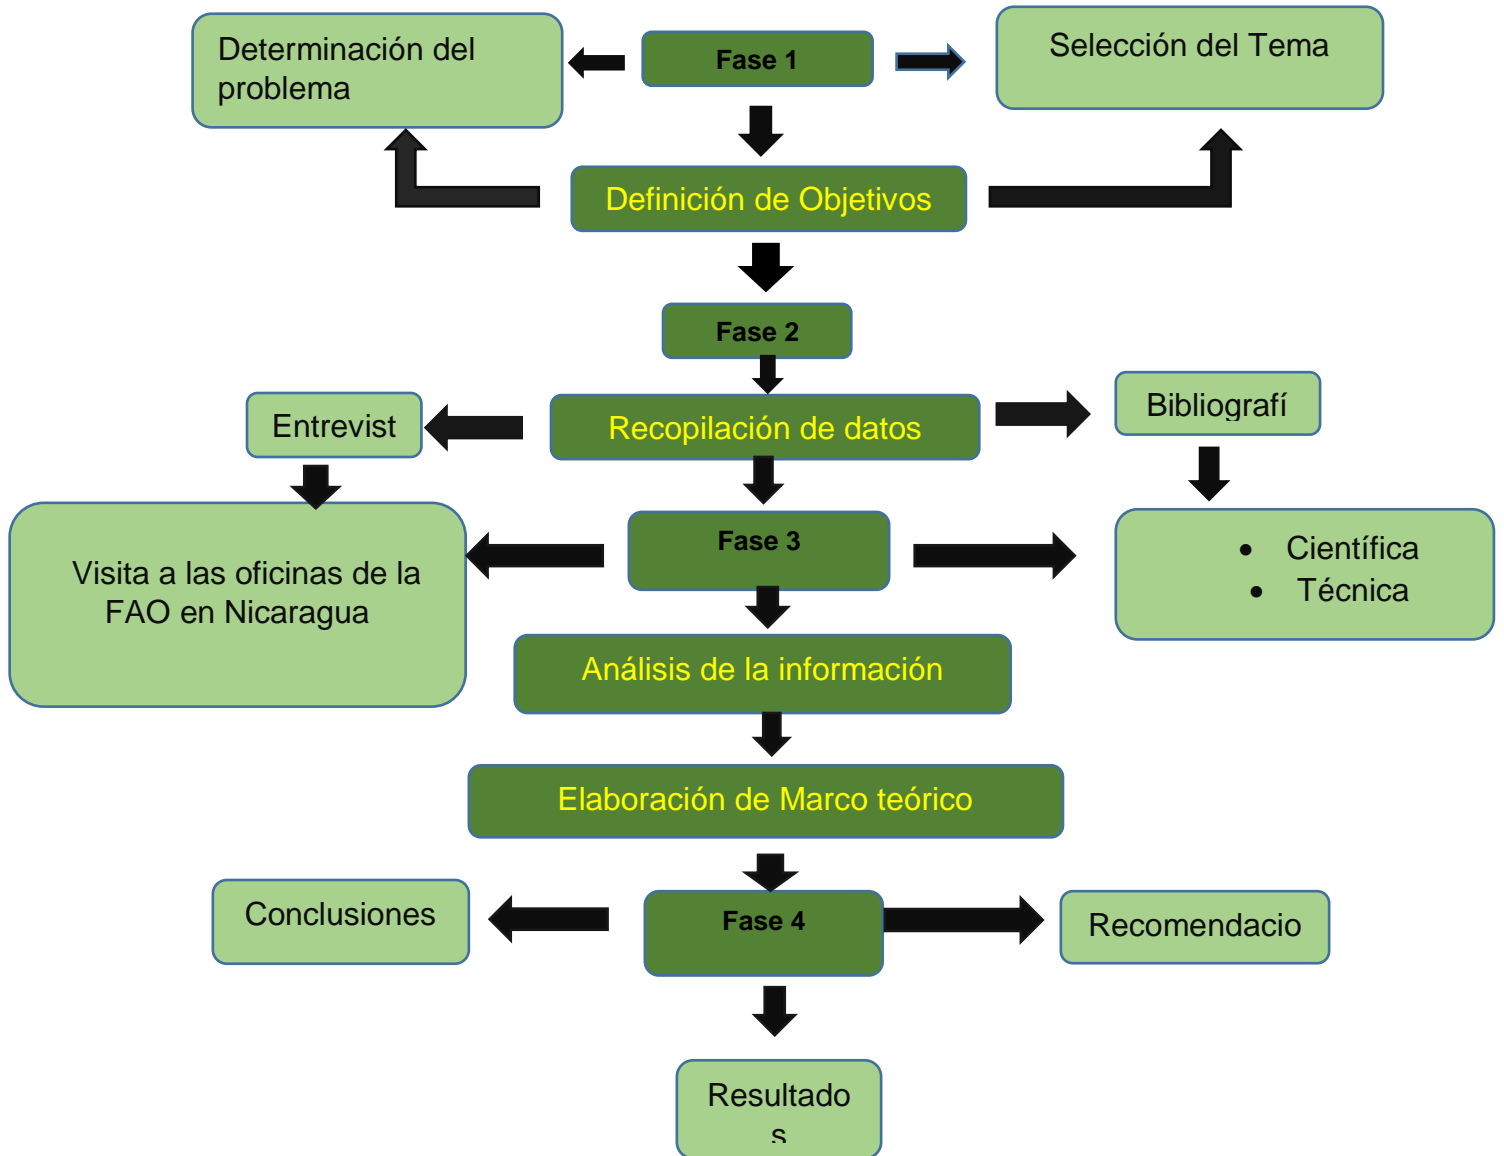 Determinación del
problema
Fase 1
Selección del Tema
Definición de Objetivos
Fase 2
Entrevist
Recopilación de datos
Bibliografí
Visita a las oficinas de la
FAO en Nicaragua
Fase 3
• Científica
• Técnica
Análisis de la información
Elaboración de Marco teórico
Conclusiones
Fase 4
Recomendacio
Resultado
s